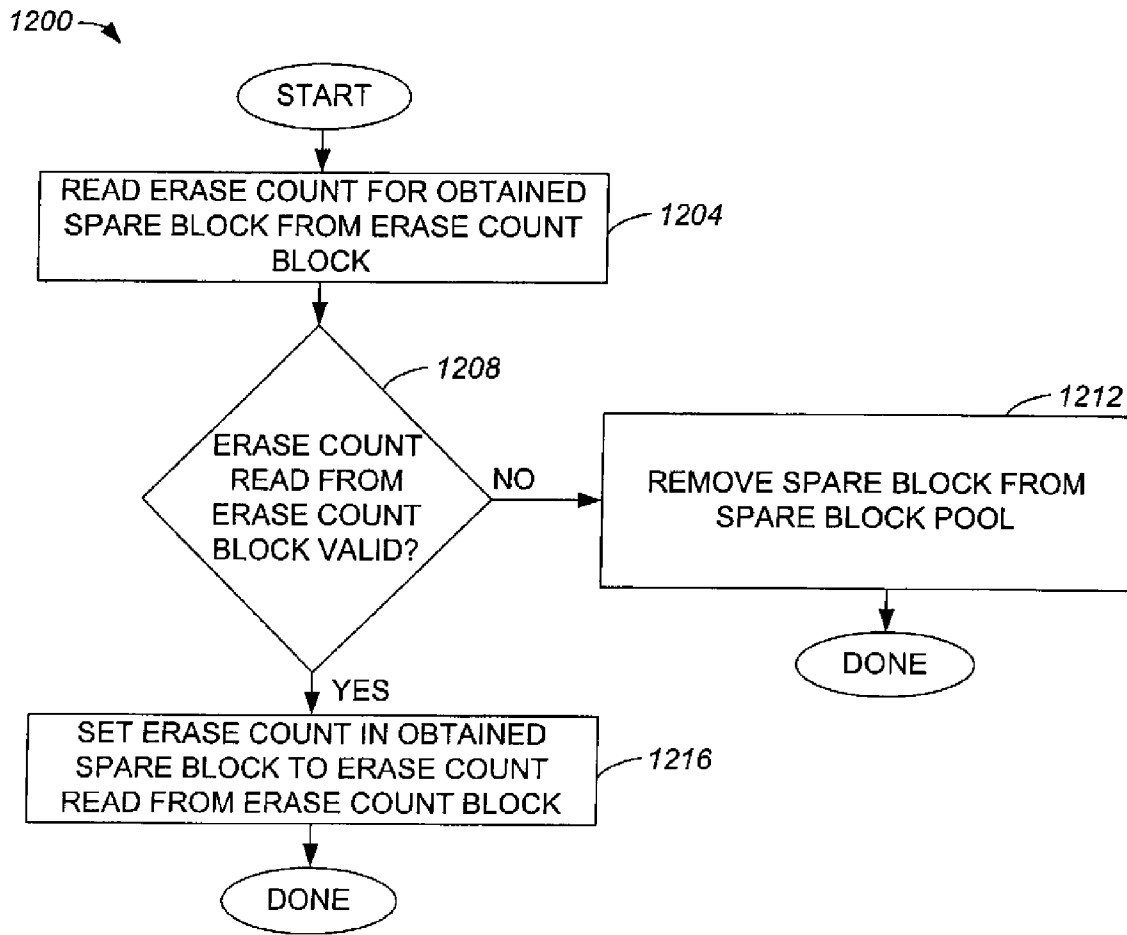 1200
START
READ ERASE COUNT FOR OBTAINED
SPARE BLOCK FROM ERASE COUNT
BLOCK
1204
1208
ERASE COUNT
READ FROM
ERASE COUNT
BLOCK VALID?
NO
1212
REMOVE SPARE BLOCK FROM
SPARE BLOCK POOL
DONE
YES
SET ERASE COUNT IN OBTAINED
SPARE BLOCK TO ERASE COUNT
READ FROM ERASE COUNT BLOCK
1216
DONE